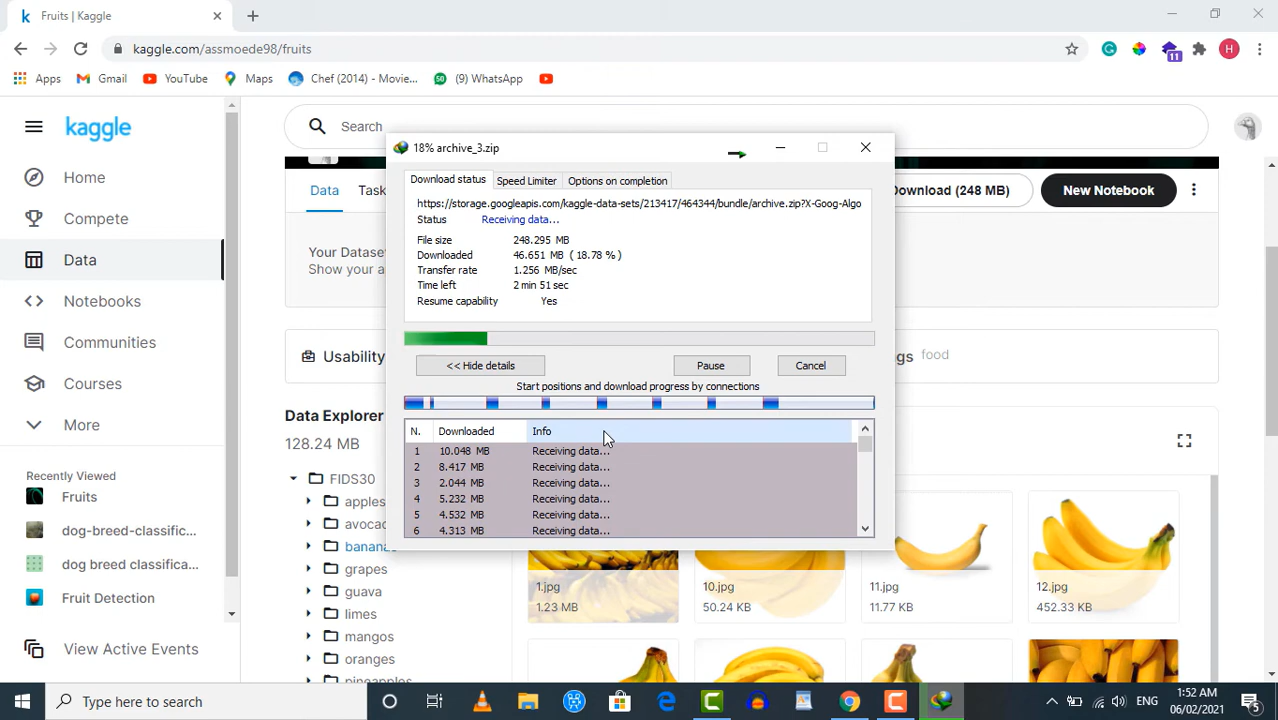 Fruits | Kaggle
kaggle.com/assmoede98/fruits
11
H
Apps
Gmail
YouTube
Maps
Chef (2014) - Movie...
50
(9) WhatsApp
kaggle
Search
Home
Compete
Data
Notebooks
Communities
Courses
More
Recently Viewed
Fruits
dog-breed-classific...
dog breed classifica...
Fruit Detection
View Active Events
Data
Task
Download (248 MB)
New Notebook
Your Datase
Show your a
Usability
food
Data Explorer
128.24 MB
FIDS30
apples
avocad
bananas
grapes
guava
limes
mangos
oranges
pineapples
1.jpg
1.23 MB
10.jpg
50.24 KB
11.jpg
11.77 KB
12.jpg
452.33 KB
18% archive_3.zip
Download status
Speed Limiter
Options on completion
https://storage.googleapis.com/kaggle-data-sets/213417/464344/bundle/archive.zip?X-Goog-Algo
Status Receiving data...
File size 248.295 MB
Downloaded 46.651 MB ( 18.78 % )
Transfer rate 1.256 MB/sec
Time left 2 min 51 sec
Resume capability Yes
<< Hide details
Pause
Cancel
Start positions and download progress by connections
N. Downloaded Info
1 10.048 MB Receiving data...
2 8.417 MB Receiving data...
3 2.044 MB Receiving data...
4 5.232 MB Receiving data...
5 4.532 MB Receiving data...
6 4.313 MB Receiving data...
Type here to search
ENG
1:52 AM
06/02/2021
5